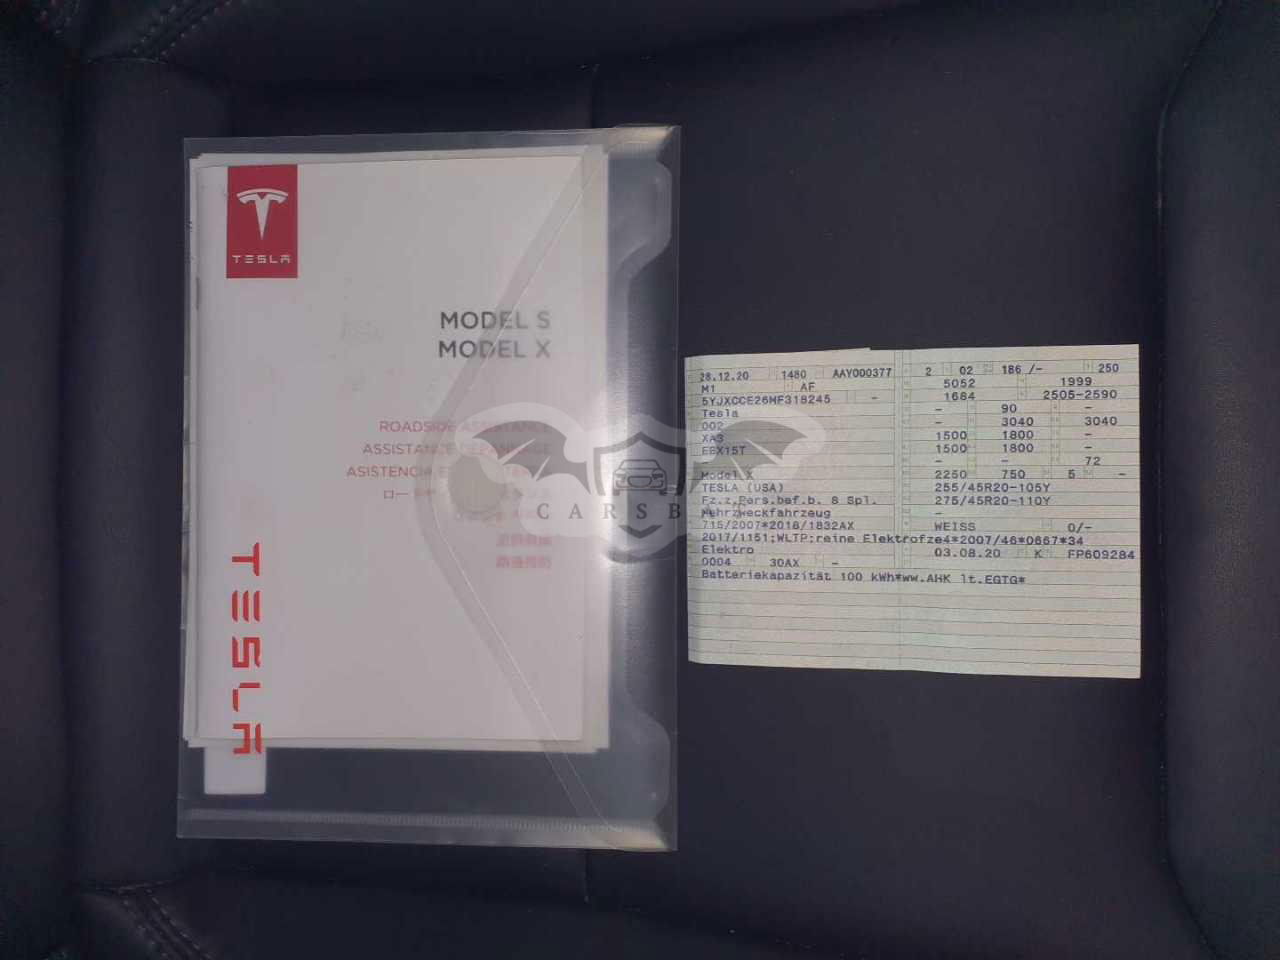 TESLA
MODEL S
MODEL X
ROADSIDE ASSISTANCE
TESLA
28.12.20 1480 AAY000377
M1 AF
5YJXCCE26MF318245 -
Tesla
002
XA3
EEX15T
Model X
TESLA (USA)
Fz.z.Pers.bef.b. 8 Spl.
Mehrzweckfahrzeug
715/2007*2018/1832AX
2017/1151;WLTP;reine Elektrofze4*2007/46*0667*34
Elektro
0004 30AX -
Batteriekapazität 100 kWh*ww.AHK lt.EGTG*
2 02 186 /- 250
5052 1999
1684 2505-2590
- 90 -
- 3040 3040
1500 1800 -
1500 1800 -
- - 72
2250 750 5 -
255/45R20-105Y
275/45R20-110Y
-
WEISS 0/-
03.08.20 K FP609284